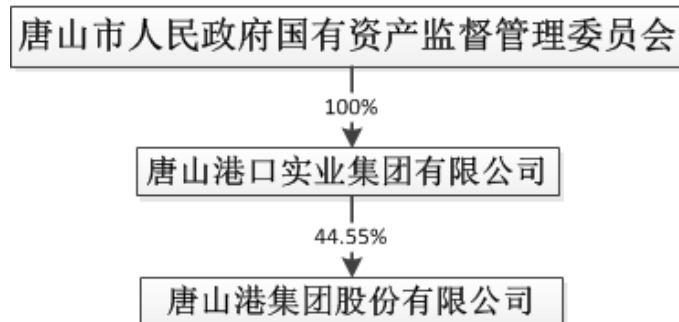 唐山市人民政府国有资产监督管理委员会
100%
唐山港口实业集团有限公司
44.55%
唐山港集团股份有限公司